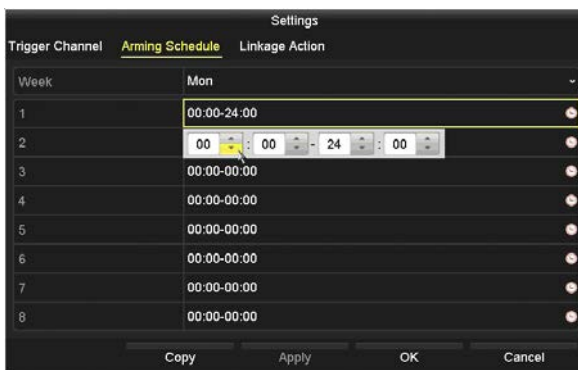 Settings
Trigger Channel Arming Schedule Linkage Action
Week Mon
1 00:00-24:00
2 00 : 00 - 24 : 00
3 00:00-00:00
4 00:00-00:00
5 00:00-00:00
6 00:00-00:00
7 00:00-00:00
8 00:00-00:00
Copy Apply OK Cancel